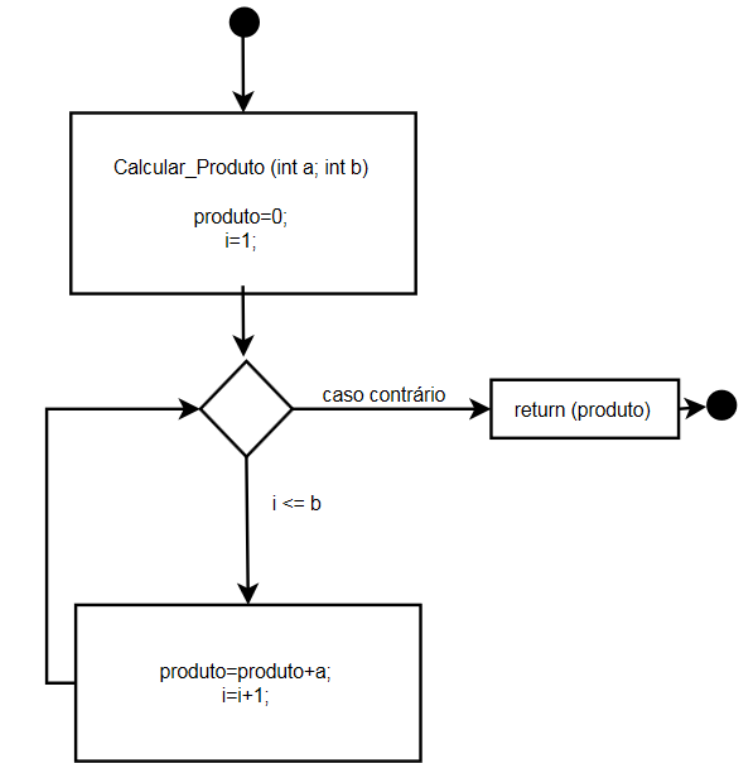 Calcular_Produto (int a; int b)
produto=0;
i=1;
caso contrário
return (produto)
i <= b
produto=produto+a;
i=i+1;